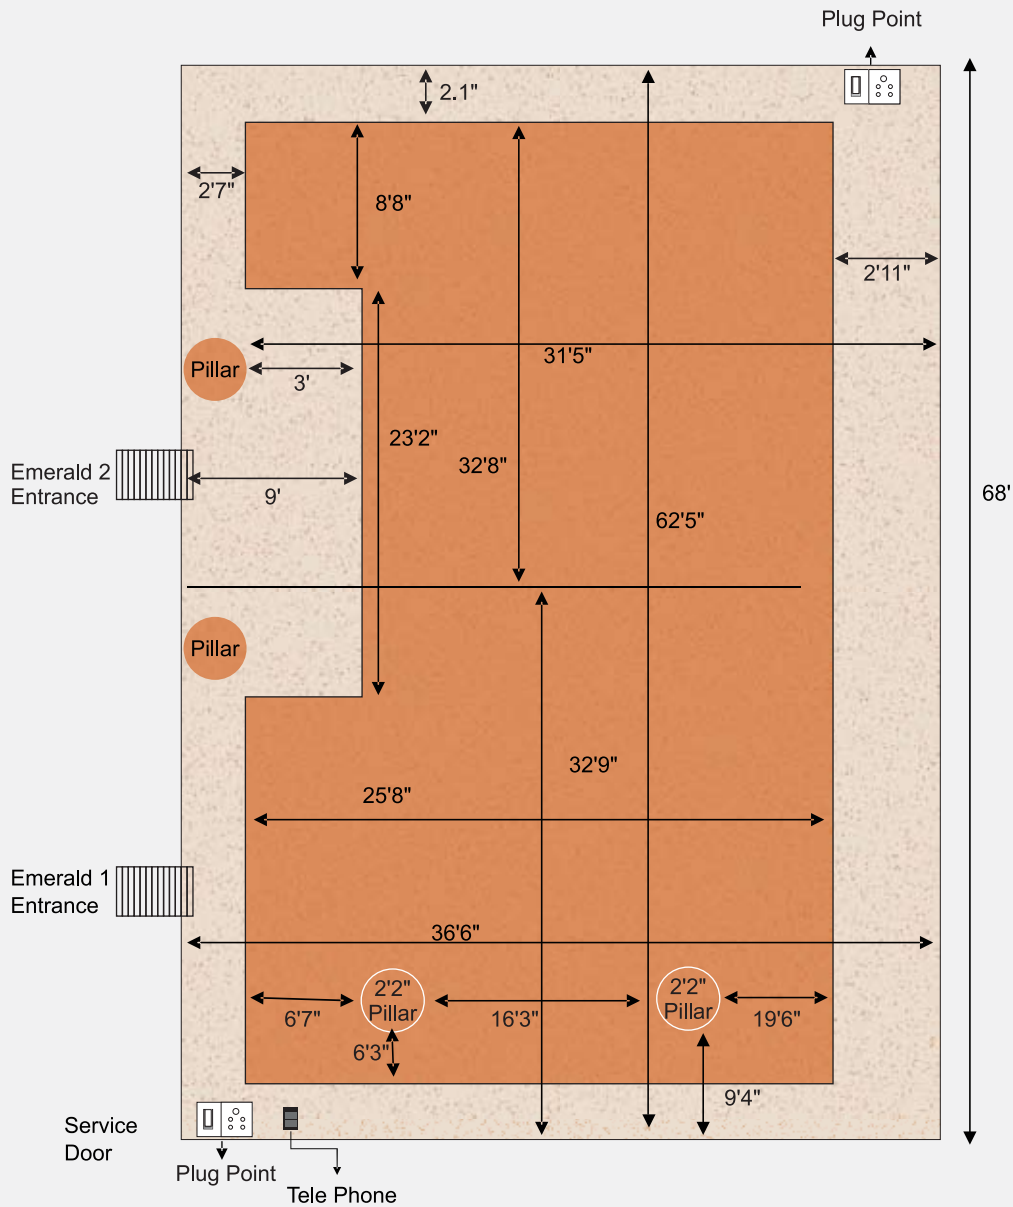 Plug Point
2.1"
2'7"
8'8"
2'11"
31'5"
Pillar
3'
23'2"
32'8"
Emerald 2
Entrance
9'
68'
62'5"
Pillar
32'9"
25'8"
Emerald 1
Entrance
36'6"
2'2"
Pillar
2'2"
Pillar
6'7"
16'3"
19'6"
6'3"
9'4"
Service
Door
Plug Point
Tele Phone